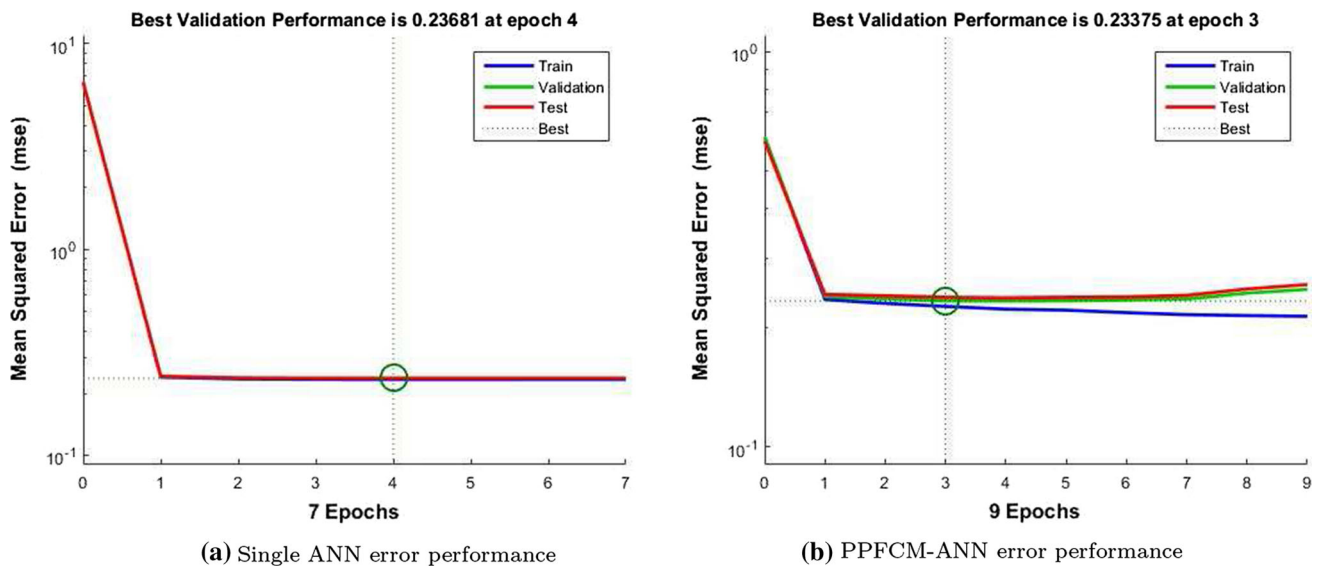 Best Validation Performance is 0.23681 at epoch 4
Mean Squared Error (mse)
10^1
10^0
10^-1
Train
Validation
Test
Best
0 1 2 3 4 5 6 7
7 Epochs
(a) Single ANN error performance
Best Validation Performance is 0.23375 at epoch 3
Mean Squared Error (mse)
10^0
10^-1
Train
Validation
Test
Best
0 1 2 3 4 5 6 7 8 9
9 Epochs
(b) PPFCM-ANN error performance